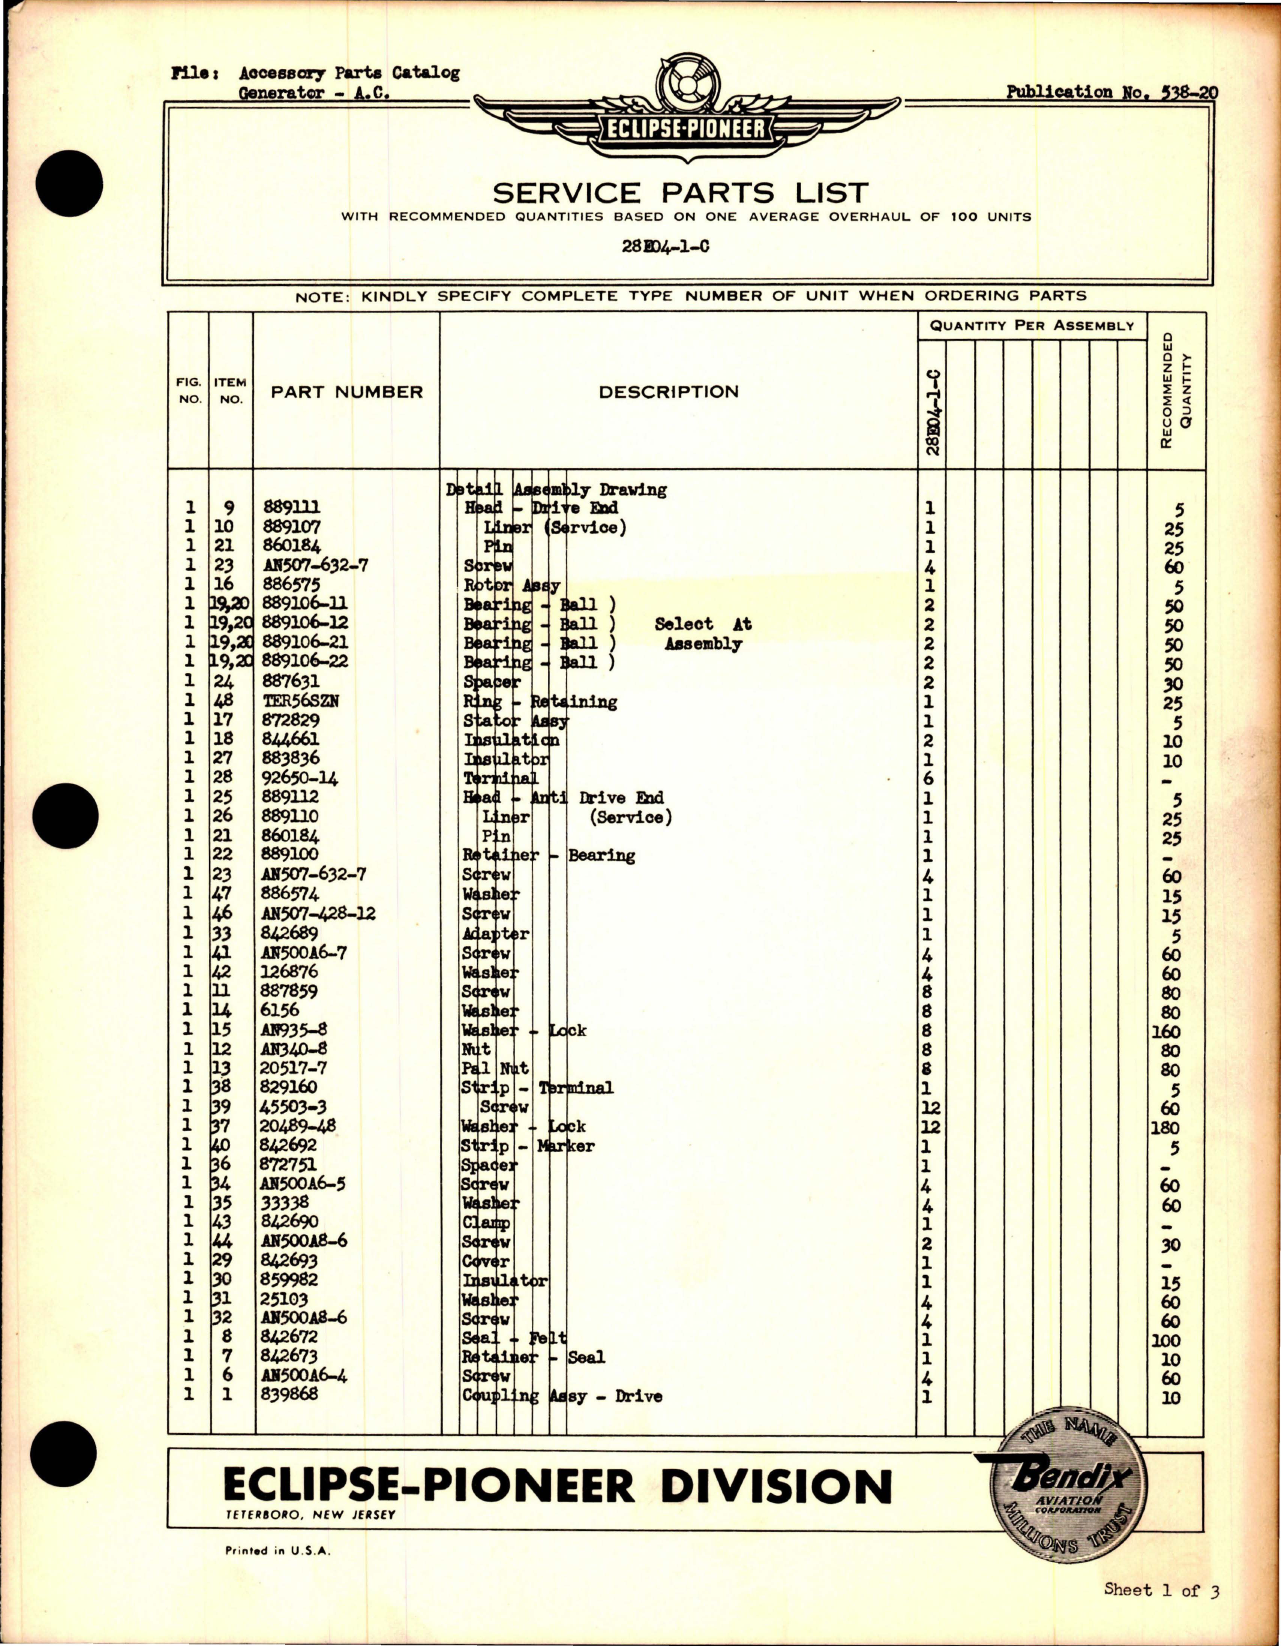 File: Accessory Parts Catalog
Generator - A.C.
Publication No. 538-20
ECLIPSE-PIONEER
SERVICE PARTS LIST
WITH RECOMMENDED QUANTITIES BASED ON ONE AVERAGE OVERHAUL OF 100 UNITS
28E04-1-C
NOTE: KINDLY SPECIFY COMPLETE TYPE NUMBER OF UNIT WHEN ORDERING PARTS
FIG. NO. ITEM NO. PART NUMBER DESCRIPTION QUANTITY PER ASSEMBLY 28E04-1-C RECOMMENDED QUANTITY
Detail Assembly Drawing
1 9 889111 Head - Drive End 1 5
1 10 889107 Liner (Service) 1 25
1 21 860184 Pin 1 25
1 23 AN507-632-7 Screw 4 60
1 16 886575 Rotor Assy 1 5
1 19,20 889106-11 Bearing - Ball ) 2 50
1 19,20 889106-12 Bearing - Ball ) Select At 2 50
1 19,20 889106-21 Bearing - Ball ) Assembly 2 50
1 19,20 889106-22 Bearing - Ball ) 2 50
1 24 887631 Spacer 2 30
1 48 TER56SZN Ring - Retaining 1 25
1 17 872829 Stator Assy 1 5
1 18 844661 Insulation 2 10
1 27 883836 Insulator 1 10
1 28 92650-14 Terminal 6 -
1 25 889112 Head - Anti Drive End 1 5
1 26 889110 Liner (Service) 1 25
1 21 860184 Pin 1 25
1 22 889100 Retainer - Bearing 1 -
1 23 AN507-632-7 Screw 4 60
1 47 886574 Washer 1 15
1 46 AN507-428-12 Screw 1 15
1 33 842689 Adapter 1 5
1 41 AN500A6-7 Screw 4 60
1 42 126876 Washer 4 60
1 11 887859 Screw 8 80
1 14 6156 Washer 8 80
1 15 AN935-8 Washer - Lock 8 160
1 12 AN340-8 Nut 8 80
1 13 20517-7 Pal Nut 8 80
1 38 829160 Strip - Terminal 1 5
1 39 45503-3 Screw 12 60
1 37 20489-48 Washer - Lock 12 180
1 40 842692 Strip - Marker 1 5
1 36 872751 Spacer 1 -
1 34 AN500A6-5 Screw 4 60
1 35 33338 Washer 4 60
1 43 842690 Clamp 1 -
1 44 AN500A8-6 Screw 2 30
1 29 842693 Cover 1 -
1 30 859982 Insulator 1 15
1 31 25103 Washer 4 60
1 32 AN500A8-6 Screw 4 60
1 8 842672 Seal - Felt 1 100
1 7 842673 Retainer - Seal 1 10
1 6 AN500A6-4 Screw 4 60
1 1 839868 Coupling Assy - Drive 1 10
ECLIPSE-PIONEER DIVISION
TETERBORO, NEW JERSEY
THE NAME
Bendix
AVIATION
CORPORATION
MILLIONS TRUST
Printed in U.S.A.
Sheet 1 of 3